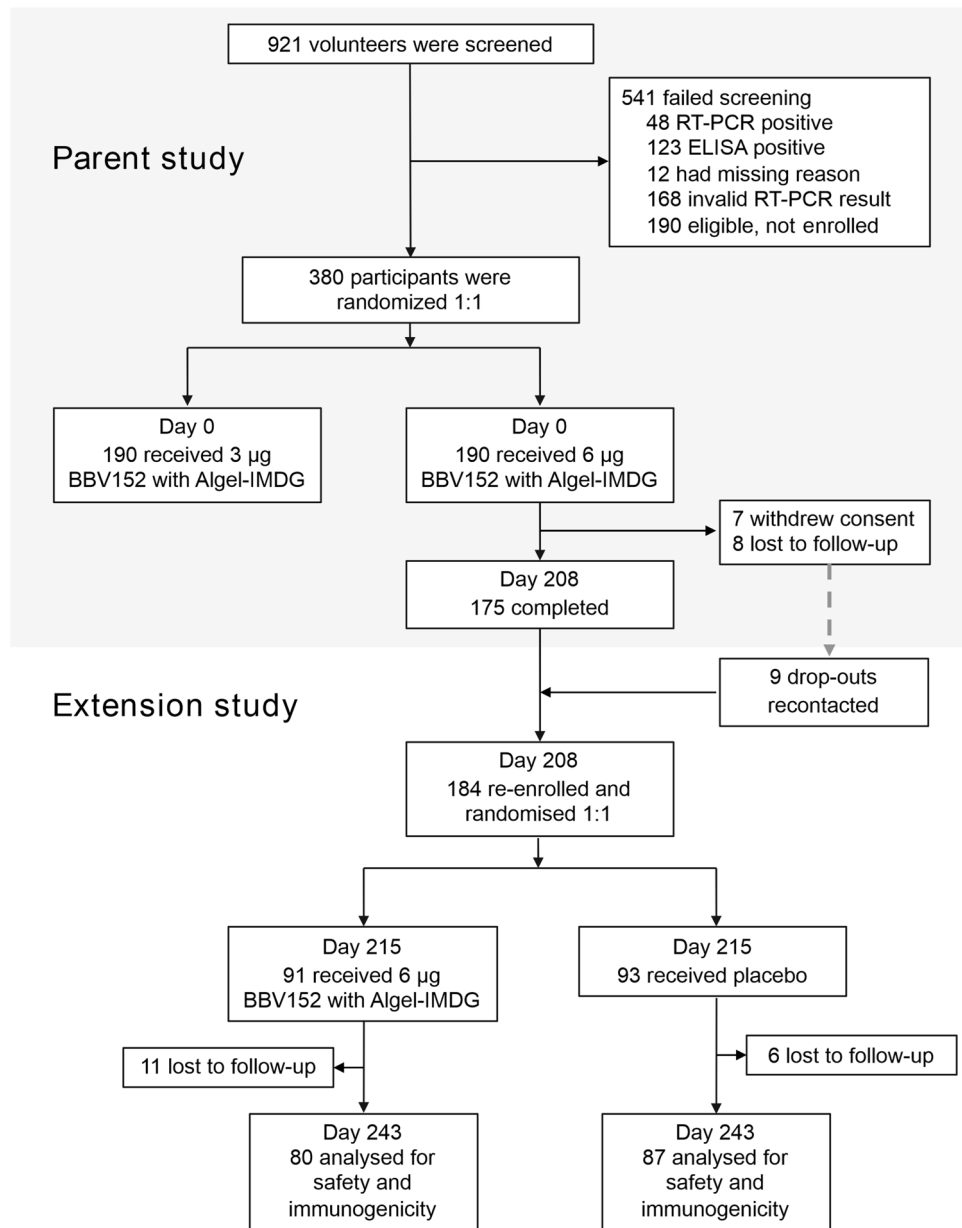 921 volunteers were screened
541 failed screening
48 RT-PCR positive
123 ELISA positive
12 had missing reason
168 invalid RT-PCR result
190 eligible, not enrolled
Parent study
380 participants were
randomized 1:1
Day 0
190 received 3 µg
BBV152 with Algel-IMDG
Day 0
190 received 6 µg
BBV152 with Algel-IMDG
7 withdrew consent
8 lost to follow-up
Day 208
175 completed
Extension study
9 drop-outs
recontacted
Day 208
184 re-enrolled and
randomised 1:1
Day 215
91 received 6 µg
BBV152 with Algel-IMDG
Day 215
93 received placebo
11 lost to follow-up
6 lost to follow-up
Day 243
80 analysed for
safety and
immunogenicity
Day 243
87 analysed for
safety and
immunogenicity